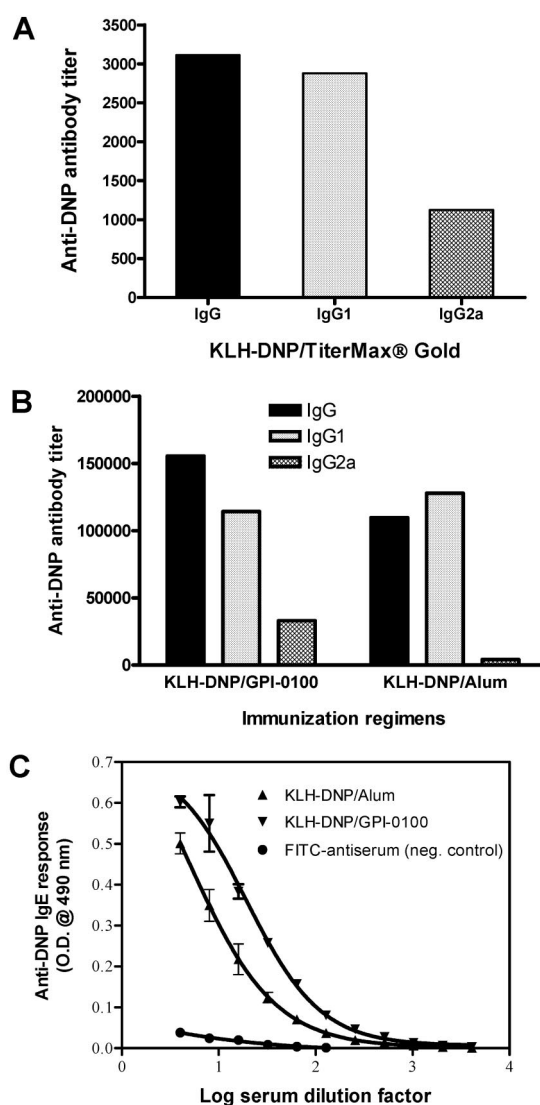 A
Anti-DNP antibody titer
3500
3000
2500
2000
1500
1000
500
0
IgG IgG1 IgG2a
KLH-DNP/TiterMax® Gold
B
Anti-DNP antibody titer
200000
150000
100000
50000
0
IgG
IgG1
IgG2a
KLH-DNP/GPI-0100 KLH-DNP/Alum
Immunization regimens
C
Anti-DNP IgE response
(O.D. @ 490 nm)
0.7
0.6
0.5
0.4
0.3
0.2
0.1
0.0
KLH-DNP/Alum
KLH-DNP/GPI-0100
FITC-antiserum (neg. control)
0 1 2 3 4
Log serum dilution factor